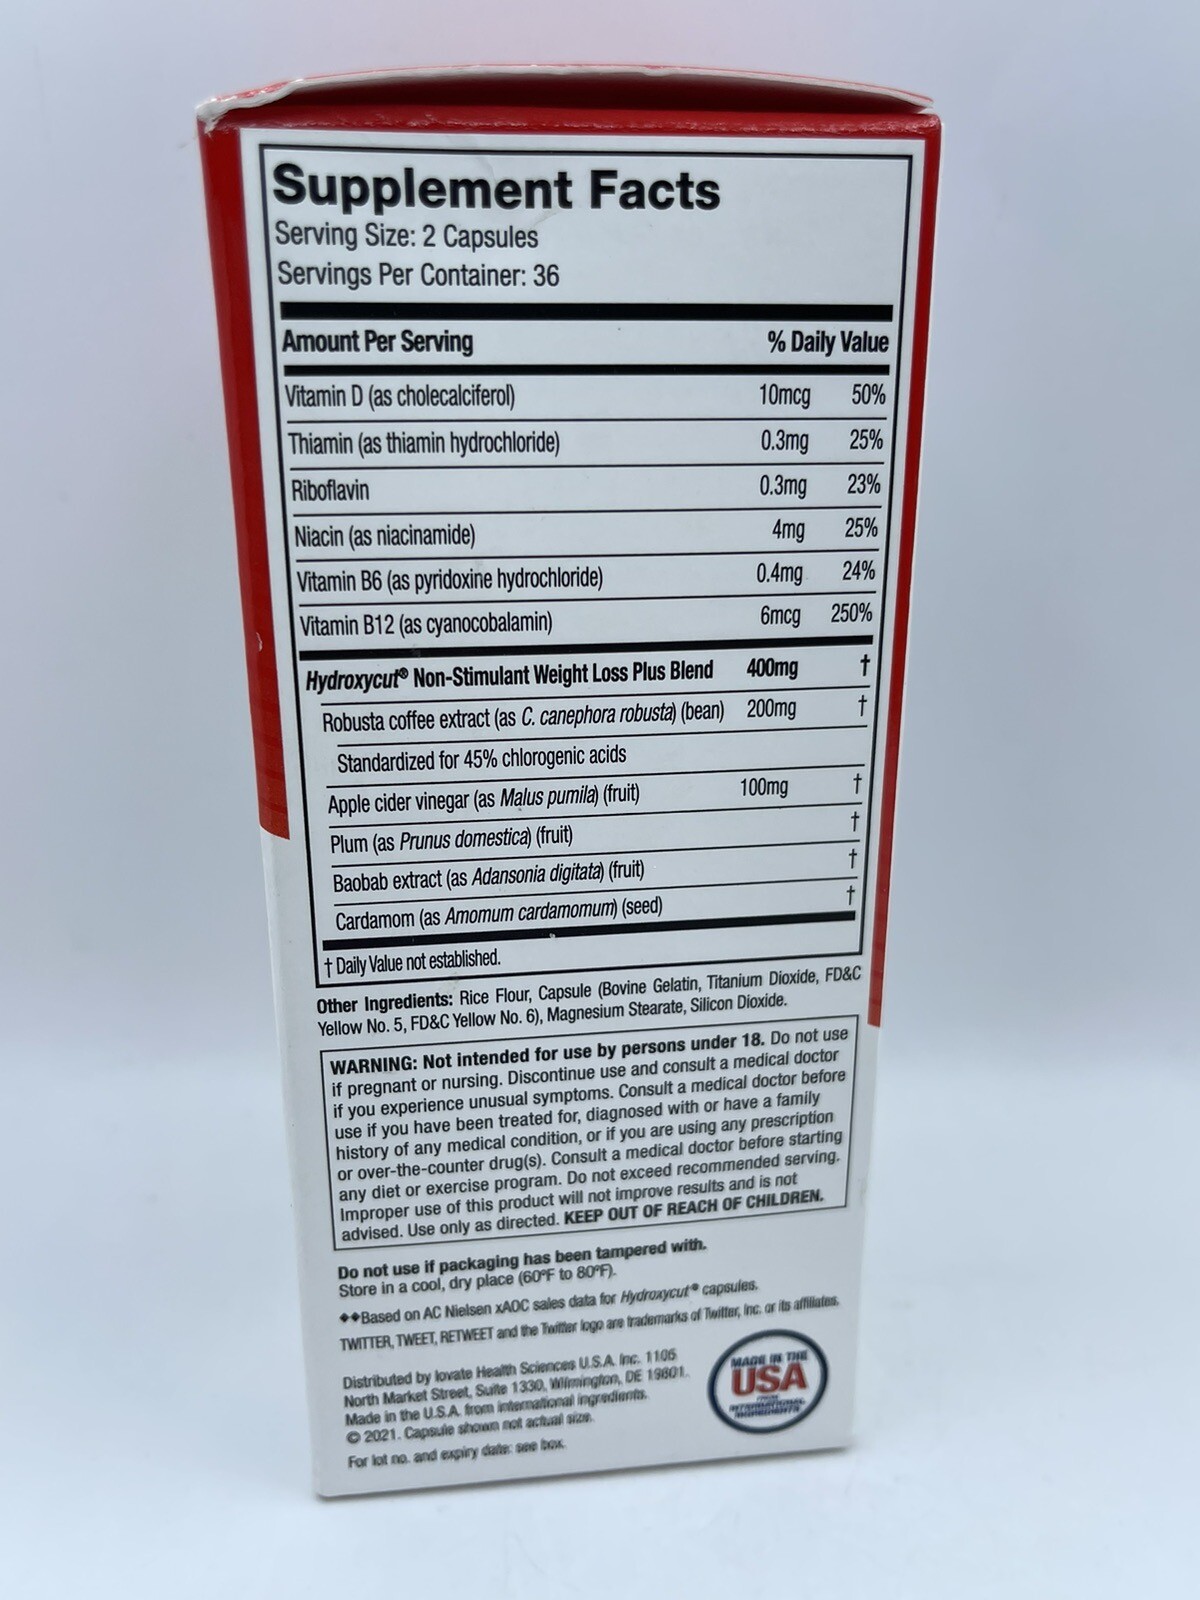 Supplement Facts
Serving Size: 2 Capsules
Servings Per Container: 36
Amount Per Serving % Daily Value
Vitamin D (as cholecalciferol) 10mcg 50%
Thiamin (as thiamin hydrochloride) 0.3mg 25%
Riboflavin 0.3mg 23%
Niacin (as niacinamide) 4mg 25%
Vitamin B6 (as pyridoxine hydrochloride) 0.4mg 24%
Vitamin B12 (as cyanocobalamin) 6mcg 250%
Hydroxycut® Non-Stimulant Weight Loss Plus Blend 400mg †
Robusta coffee extract (as C. canephora robusta) (bean) 200mg †
Standardized for 45% chlorogenic acids
Apple cider vinegar (as Malus pumila) (fruit) 100mg †
Plum (as Prunus domestica) (fruit) †
Baobab extract (as Adansonia digitata) (fruit) †
Cardamom (as Amomum cardamomum) (seed) †
† Daily Value not established.
Other Ingredients: Rice Flour, Capsule (Bovine Gelatin, Titanium Dioxide, FD&C
Yellow No. 5, FD&C Yellow No. 6), Magnesium Stearate, Silicon Dioxide.
WARNING: Not intended for use by persons under 18. Do not use
if pregnant or nursing. Discontinue use and consult a medical doctor
if you experience unusual symptoms. Consult a medical doctor before
use if you have been treated for, diagnosed with or have a family
history of any medical condition, or if you are using any prescription
or over-the-counter drug(s). Consult a medical doctor before starting
any diet or exercise program. Do not exceed recommended serving.
Improper use of this product will not improve results and is not
advised. Use only as directed. KEEP OUT OF REACH OF CHILDREN.
Do not use if packaging has been tampered with.
Store in a cool, dry place (60°F to 80°F).
◆◆Based on AC Nielsen xAOC sales data for Hydroxycut® capsules.
TWITTER, TWEET, RETWEET and the Twitter logo are trademarks of Twitter, Inc. or its affiliates.
Distributed by Iovate Health Sciences U.S.A. Inc. 1105
North Market Street, Suite 1330, Wilmington, DE 19801.
Made in the U.S.A. from international ingredients.
© 2021. Capsule shown not actual size.
For lot no. and expiry date: see box.
MADE IN THE
USA
FROM
INTERNATIONAL
INGREDIENTS